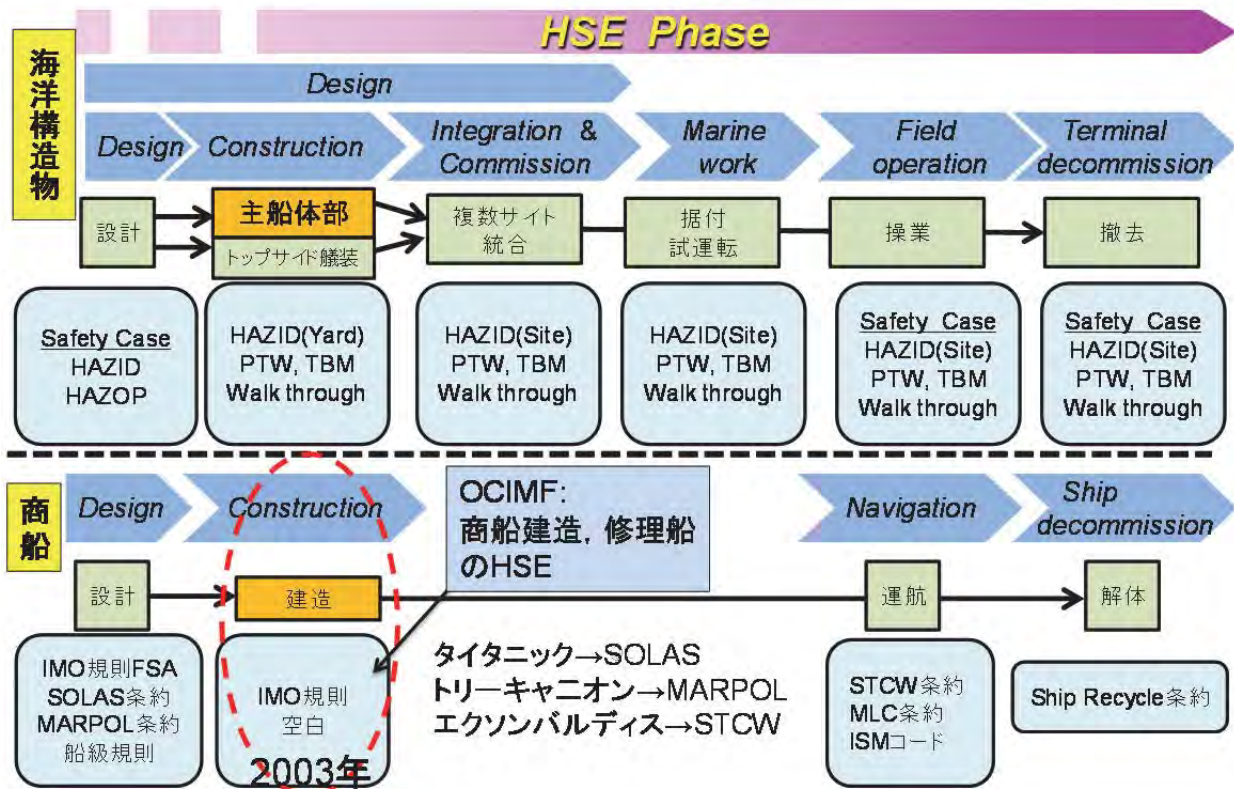 HSE Phase
海洋構造物
Design
Design
Construction
Integration &
Commission
Marine
work
Field
operation
Terminal
decommission
設計
主船体部
トップサイド艤装
複数サイト
統合
据付
試運転
操業
撤去
Safety Case
HAZID
HAZOP
HAZID(Yard)
PTW, TBM
Walk through
HAZID(Site)
PTW, TBM
Walk through
HAZID(Site)
PTW, TBM
Walk through
Safety Case
HAZID(Site)
PTW, TBM
Walk through
Safety Case
HAZID(Site)
PTW, TBM
Walk through
商船
Design
Construction
OCIMF:
商船建造，修理船
のHSE
Navigation
Ship
decommission
設計
建造
運航
解体
IMO規則FSA
SOLAS条約
MARPOL条約
船級規則
IMO規則
空白
2003年
タイタニック→SOLAS
トリーキャニオン→MARPOL
エクソンバルディス→STCW
STCW条約
MLC条約
ISMコード
Ship Recycle条約